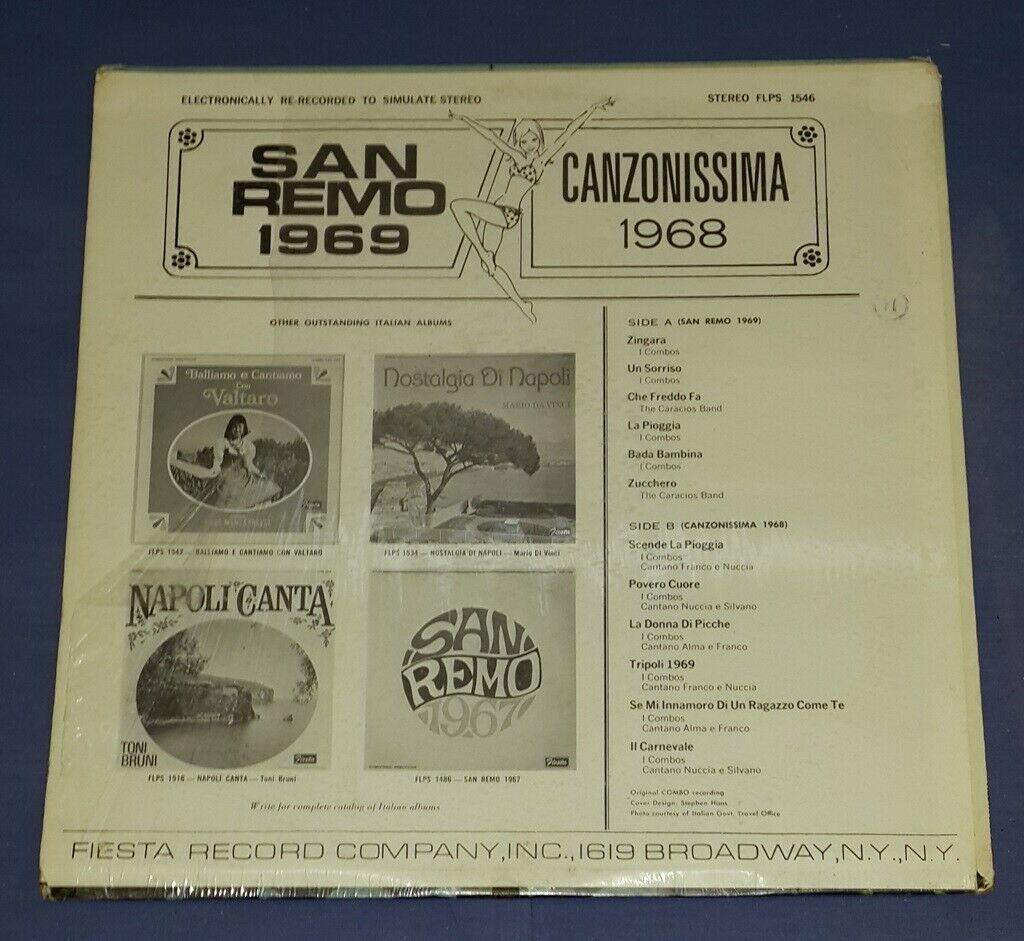 ELECTRONICALLY RE-RECORDED TO SIMULATE STEREO
STEREO FLPS 1546
SAN
REMO
1969
CANZONISSIMA
1968
OTHER OUTSTANDING ITALIAN ALBUMS
Balliamo e Cantiamo
Con
Valtaro
Fiesta
FLPS 1542 — BALLIAMO E CANTIAMO CON VALTARO
Nostalgia Di Napoli
MARIO DA VINCI
Fiesta
FLPS 1534 — NOSTALGIA DI NAPOLI — Mario Di Vinci
NAPOLI CANTA
TONI
BRUNI
Fiesta
FLPS 1516 — NAPOLI CANTA — Toni Bruni
SAN
REMO
1967
Fiesta
FLPS 1486 — SAN REMO 1967
Write for complete catalog of Italian albums
SIDE A (SAN REMO 1969)
Zingara
I Combos
Un Sorriso
I Combos
Che Freddo Fa
The Caracios Band
La Pioggia
I Combos
Bada Bambina
I Combos
Zucchero
The Caracios Band
SIDE B (CANZONISSIMA 1968)
Scende La Pioggia
I Combos
Cantano Franco e Nuccia
Povero Cuore
I Combos
Cantano Nuccia e Silvano
La Donna Di Picche
I Combos
Cantano Alma e Franco
Tripoli 1969
I Combos
Cantano Franco e Nuccia
Se Mi Innamoro Di Un Ragazzo Come Te
I Combos
Cantano Alma e Franco
Il Carnevale
I Combos
Cantano Nuccia e Silvano
Original COMBO recording
Cover Design: Stephen Haas
Photo courtesy of Italian Govt. Travel Office
FIESTA RECORD COMPANY, INC., 1619 BROADWAY, N.Y., N.Y.